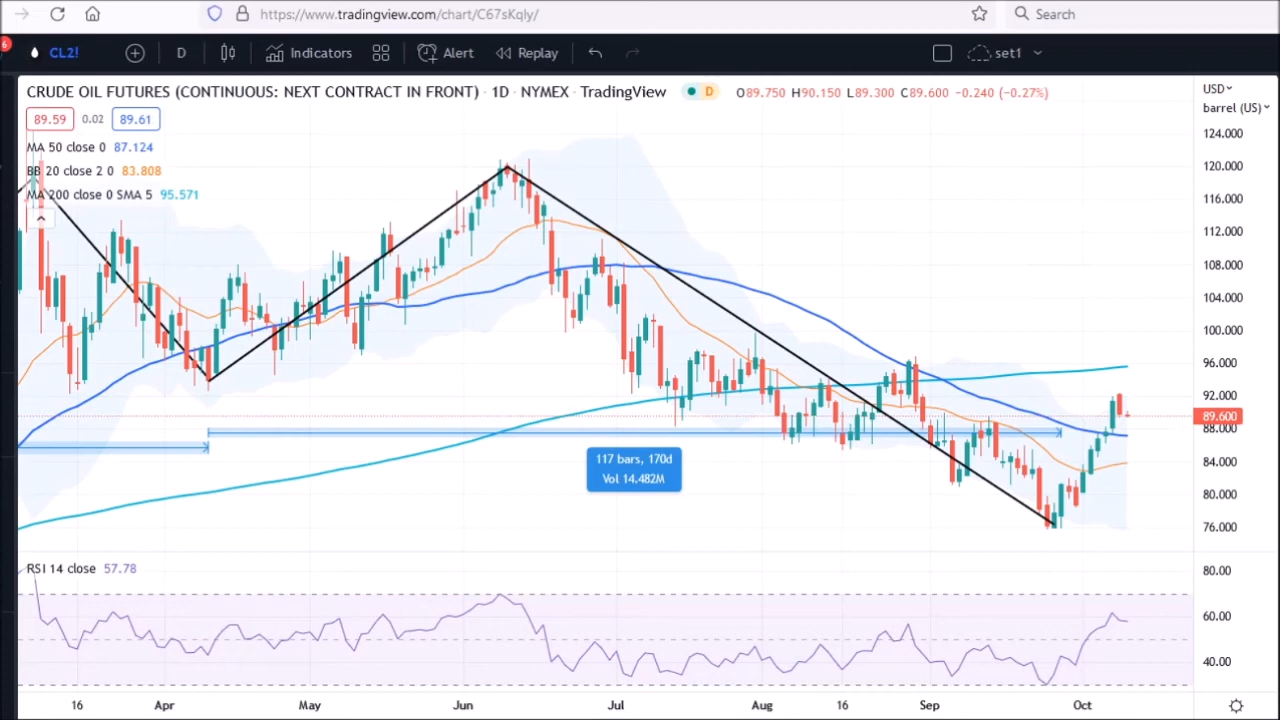 https://www.tradingview.com/chart/C67sKqly/
Search
6
CL2!
D
Indicators
Alert
Replay
set1
CRUDE OIL FUTURES (CONTINUOUS: NEXT CONTRACT IN FRONT) · 1D · NYMEX · TradingView
D
O89.750 H90.150 L89.300 C89.600 −0.240 (−0.27%)
USD
barrel (US)
89.59
0.02
89.61
MA 50 close 0 87.124
BB 20 close 2 0 83.808
MA 200 close 0 SMA 5 95.571
124.000
120.000
116.000
112.000
108.000
104.000
100.000
96.000
92.000
89.600
88.000
84.000
80.000
76.000
117 bars, 170d
Vol 14.482M
RSI 14 close 57.78
80.00
60.00
40.00
16
Apr
May
Jun
Jul
Aug
16
Sep
Oct